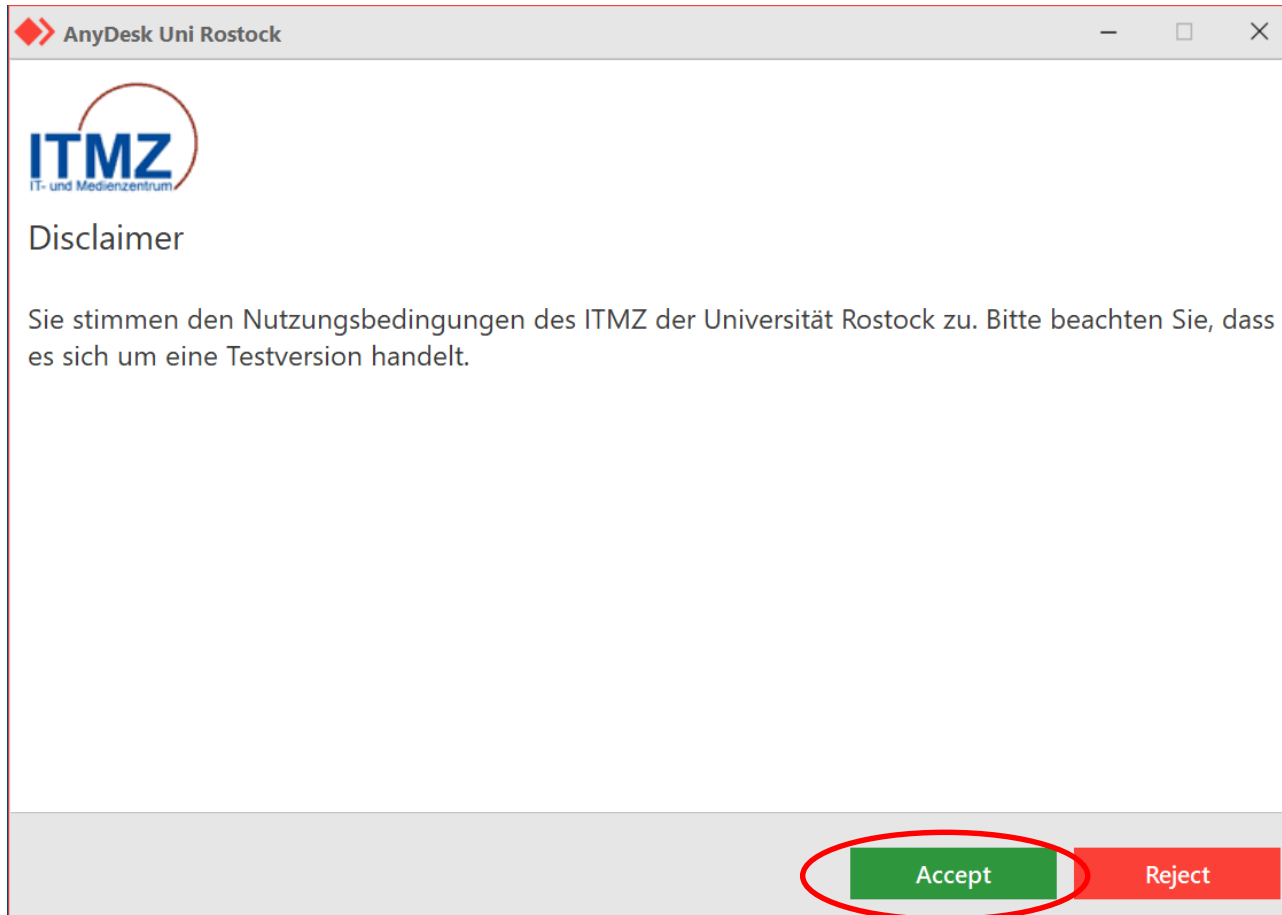 AnyDesk Uni Rostock
ITMZ
IT- und Medienzentrum
Disclaimer
Sie stimmen den Nutzungsbedingungen des ITMZ der Universität Rostock zu. Bitte beachten Sie, dass
es sich um eine Testversion handelt.
Accept
Reject